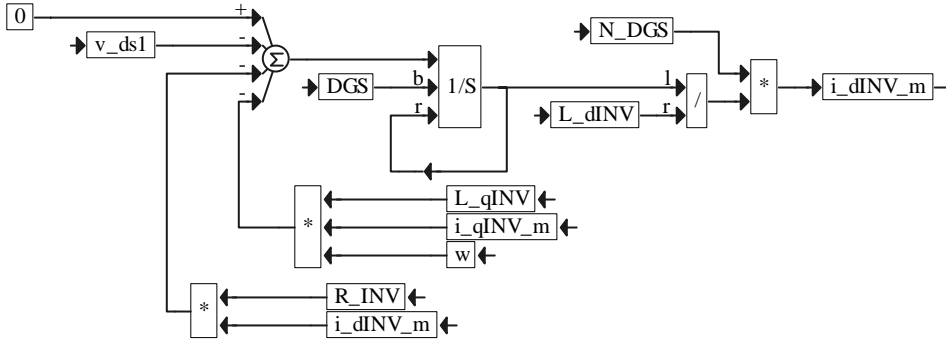 0
+
N_DGS
-
v_ds1
Σ
-
-
DGS
b
1/S
l
*
i_dINV_m
r
L_dINV
r
/
L_qINV
*
i_qINV_m
w
R_INV
*
i_dINV_m